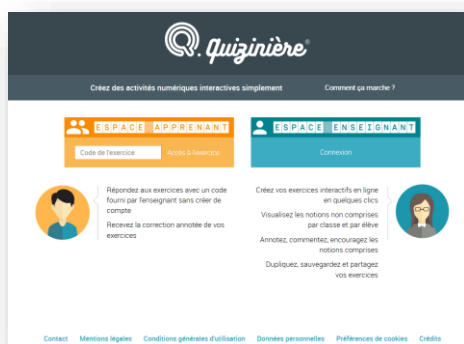 Quizinière
Créez des activités numériques interactives simplement
Comment ça marche ?
ESPACE APPRENANT
Code de l'exercice
Accès à l'exercice
ESPACE ENSEIGNANT
Connexion
Répondez aux exercices avec un code
fourni par l'enseignant sans créer de
compte
Recevez la correction annotée de vos
exercices
Créez vos exercices interactifs en ligne
en quelques clics
Visualisez les notions non comprises
par classe et par élève
Annotez, commentez, encouragez les
notions comprises
Dupliquez, sauvegardez et partagez
vos exercices
Contact Mentions légales Conditions générales d'utilisation Données personnelles Préférences de cookies Crédits